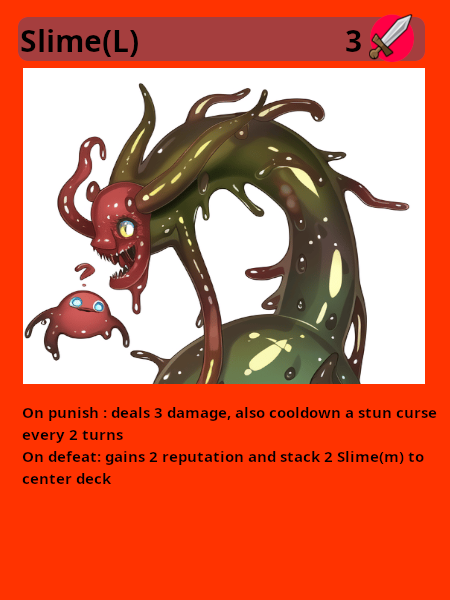 Slime(L) 3
?
On punish : deals 3 damage, also cooldown a stun curse
every 2 turns
On defeat: gains 2 reputation and stack 2 Slime(m) to
center deck